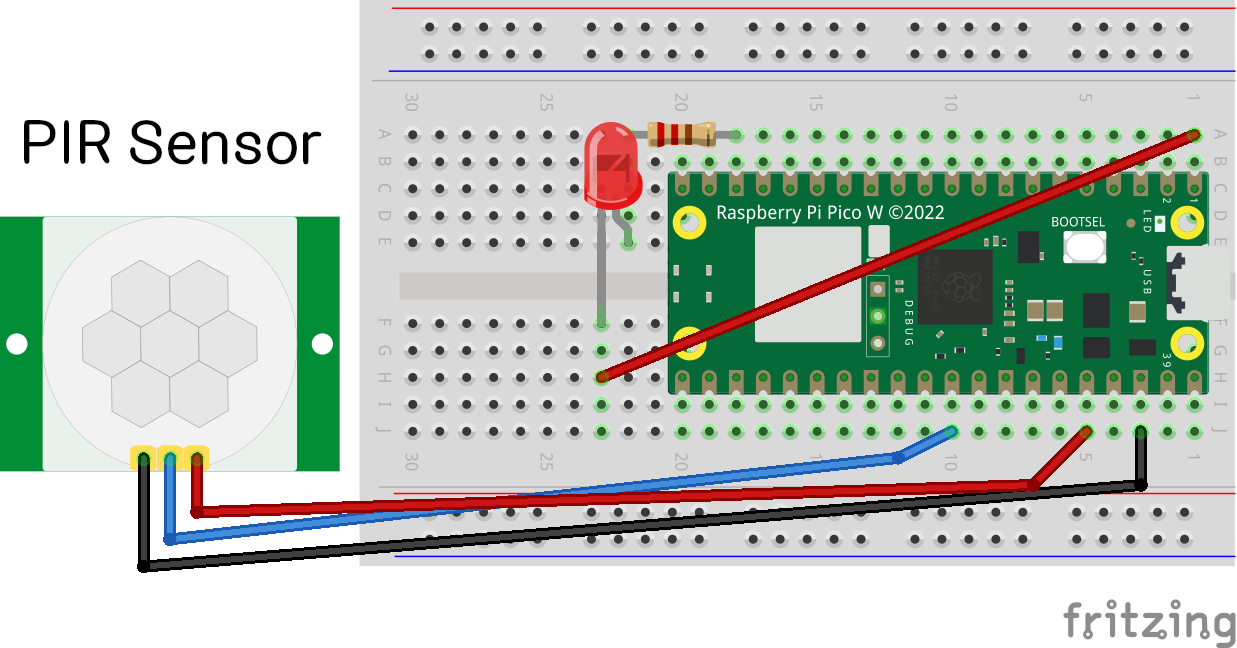 30 25 20 15 10 5 1
A A
B B
C C
D D
E E
F F
G G
H H
I I
J J
30 25 20 15 10 5 1
PIR Sensor
Raspberry Pi Pico W ©2022
BOOTSEL
LED
USB
DEBUG
1
2
39
fritzing